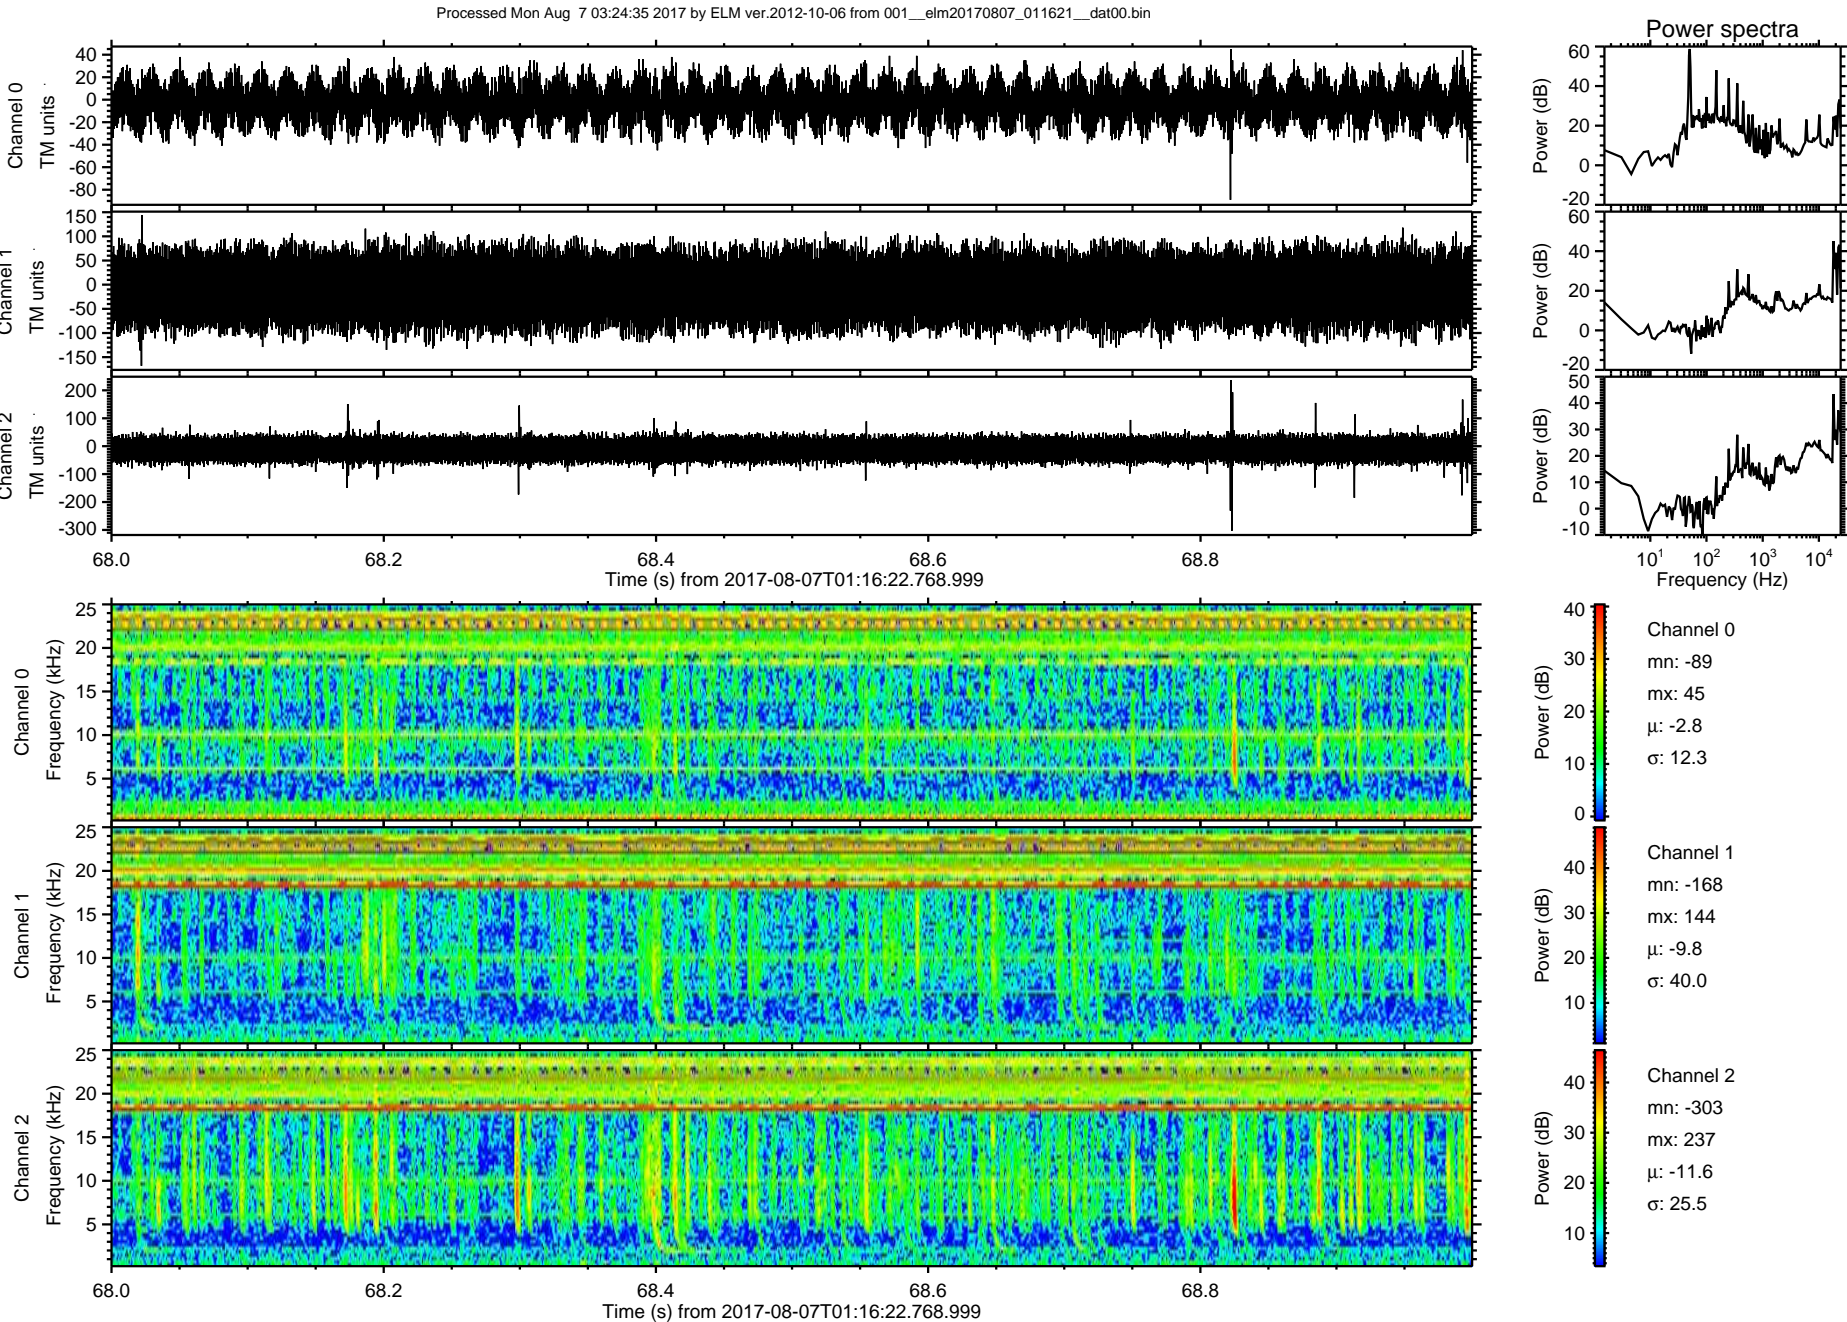 Processed Mon Aug  7 03:24:35 2017 by ELM ver.2012-10-06 from 001__elm20170807_011621__dat00.bin
Power spectra
Channel 0
TM units
40
20
0
-20
-40
-60
-80
Power (dB)
60
40
20
0
-20
Channel 1
TM units
150
100
50
0
-50
-100
-150
Power (dB)
60
40
20
0
-20
Channel 2
TM units
200
100
0
-100
-200
-300
Power (dB)
50
40
30
20
10
0
-10
68.0 68.2 68.4 68.6 68.8
Time (s) from 2017-08-07T01:16:22.768.999
10¹ 10² 10³ 10⁴
Frequency (Hz)
Channel 0
Frequency (kHz)
25
20
15
10
5
Power (dB)
40
30
20
10
0
Channel 0
mn: -89
mx: 45
μ: -2.8
σ: 12.3
Channel 1
Frequency (kHz)
25
20
15
10
5
Power (dB)
40
30
20
10
Channel 1
mn: -168
mx: 144
μ: -9.8
σ: 40.0
Channel 2
Frequency (kHz)
25
20
15
10
5
Power (dB)
40
30
20
10
Channel 2
mn: -303
mx: 237
μ: -11.6
σ: 25.5
68.0 68.2 68.4 68.6 68.8
Time (s) from 2017-08-07T01:16:22.768.999